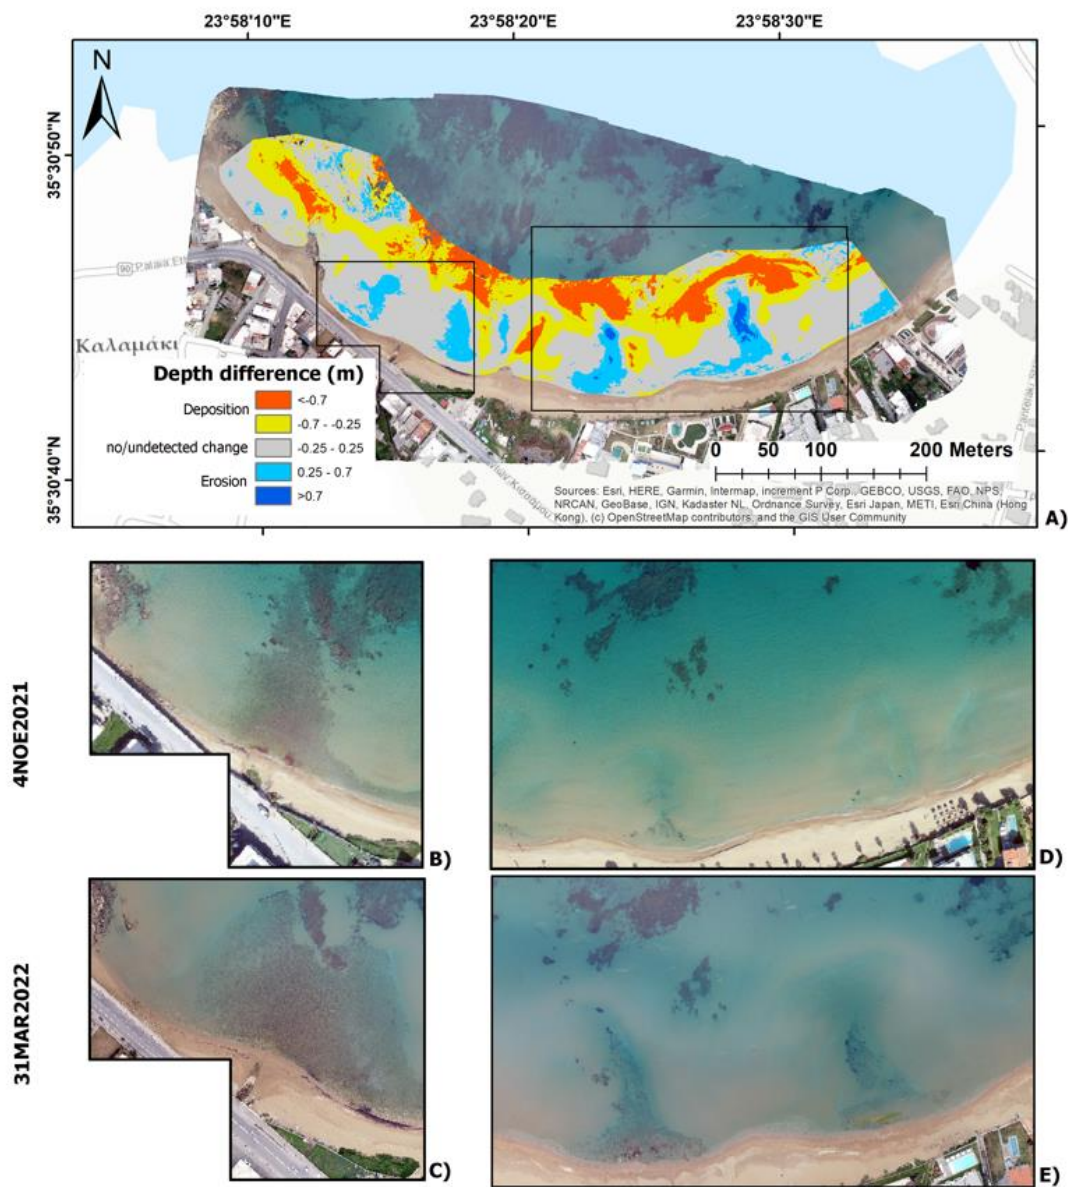 23°58'10"E 23°58'20"E 23°58'30"E
35°30'50"N
35°30'40"N
N
90 Palaia Eth
Καλαμάκι
Depth difference (m)
Deposition
<-0.7
-0.7 - -0.25
no/undetected change
-0.25 - 0.25
Erosion
0.25 - 0.7
>0.7
0 50 100 200 Meters
Sources: Esri, HERE, Garmin, Intermap, increment P Corp., GEBCO, USGS, FAO, NPS,
NRCAN, GeoBase, IGN, Kadaster NL, Ordnance Survey, Esri Japan, METI, Esri China (Hong
Kong), (c) OpenStreetMap contributors, and the GIS User Community
A)
4NOE2021
B)
D)
31MAR2022
C)
E)